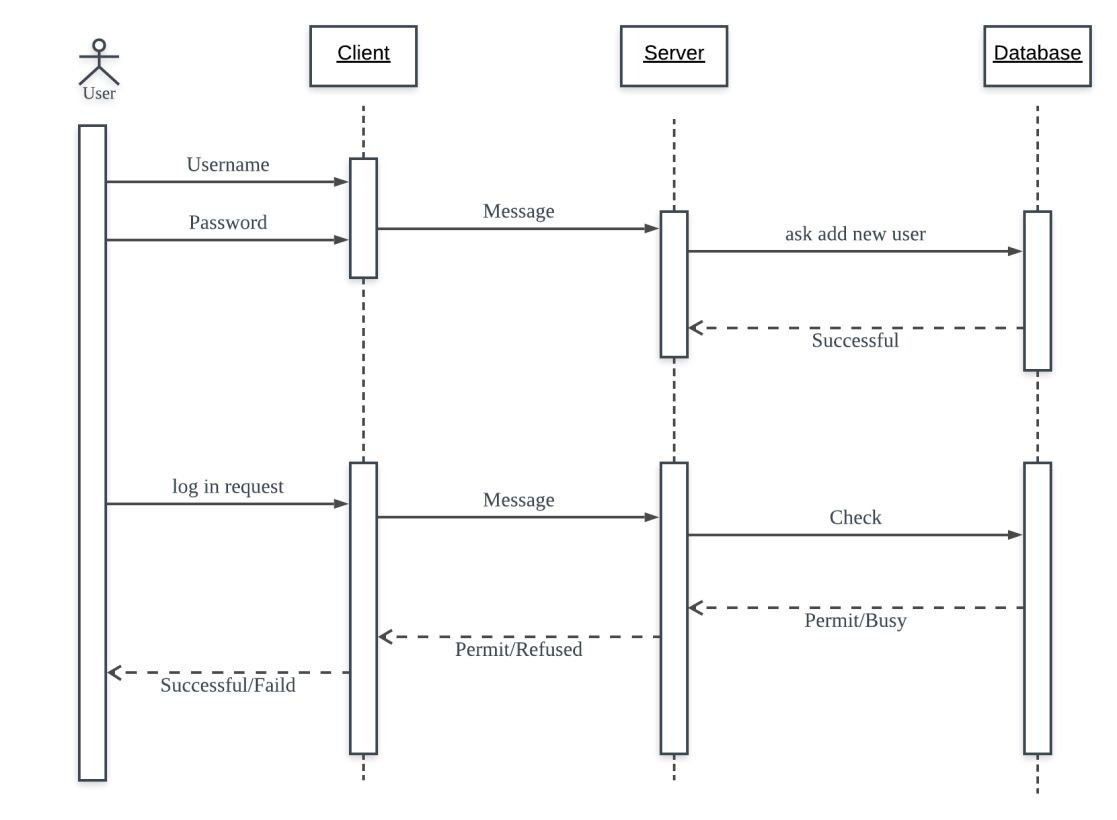 Client
Server
Database
User
Username
Password
Message
ask add new user
Successful
log in request
Message
Check
Permit/Busy
Permit/Refused
Successful/Faild